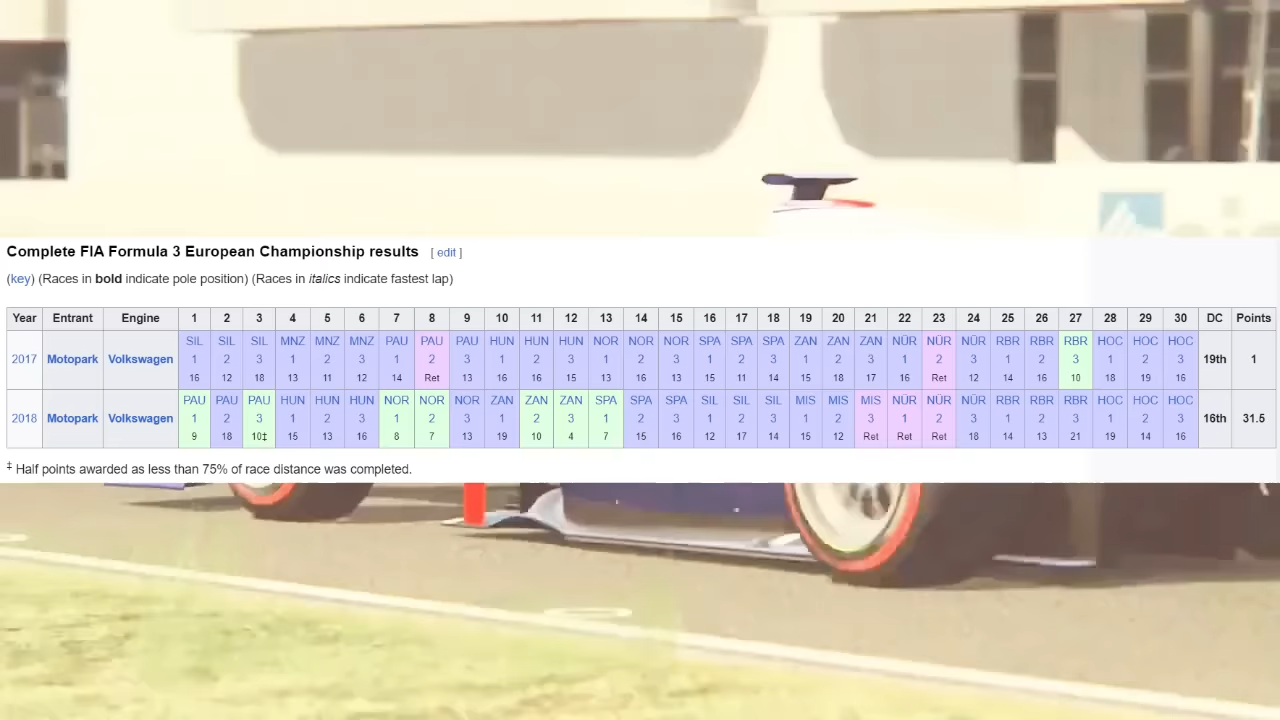 Complete FIA Formula 3 European Championship results [ edit ]
(key) (Races in bold indicate pole position) (Races in italics indicate fastest lap)
Year Entrant Engine 1 2 3 4 5 6 7 8 9 10 11 12 13 14 15 16 17 18 19 20 21 22 23 24 25 26 27 28 29 30 DC Points
SIL SIL SIL MNZ MNZ MNZ PAU PAU PAU HUN HUN HUN NOR NOR NOR SPA SPA SPA ZAN ZAN ZAN NÜR NÜR NÜR RBR RBR RBR HOC HOC HOC
2017 Motopark Volkswagen 1 2 3 1 2 3 1 2 3 1 2 3 1 2 3 1 2 3 1 2 3 1 2 3 1 2 3 1 2 3 19th 1
16 12 18 13 11 12 14 Ret 13 16 16 15 13 16 13 15 11 14 15 16 17 16 Ret 12 14 16 10 18 19 16
PAU PAU PAU HUN HUN HUN NOR NOR NOR ZAN ZAN ZAN SPA SPA SPA SIL SIL SIL MIS MIS MIS NÜR NÜR NÜR RBR RBR RBR HOC HOC HOC
2018 Motopark Volkswagen 1 2 3 1 2 3 1 2 3 1 2 3 1 2 3 1 2 3 1 2 3 1 2 3 1 2 3 1 2 3 16th 31.5
9 18 10‡ 15 13 16 8 7 13 19 10 4 7 15 16 12 17 14 15 12 Ret Ret Ret 18 14 13 21 19 14 16
‡ Half points awarded as less than 75% of race distance was completed.